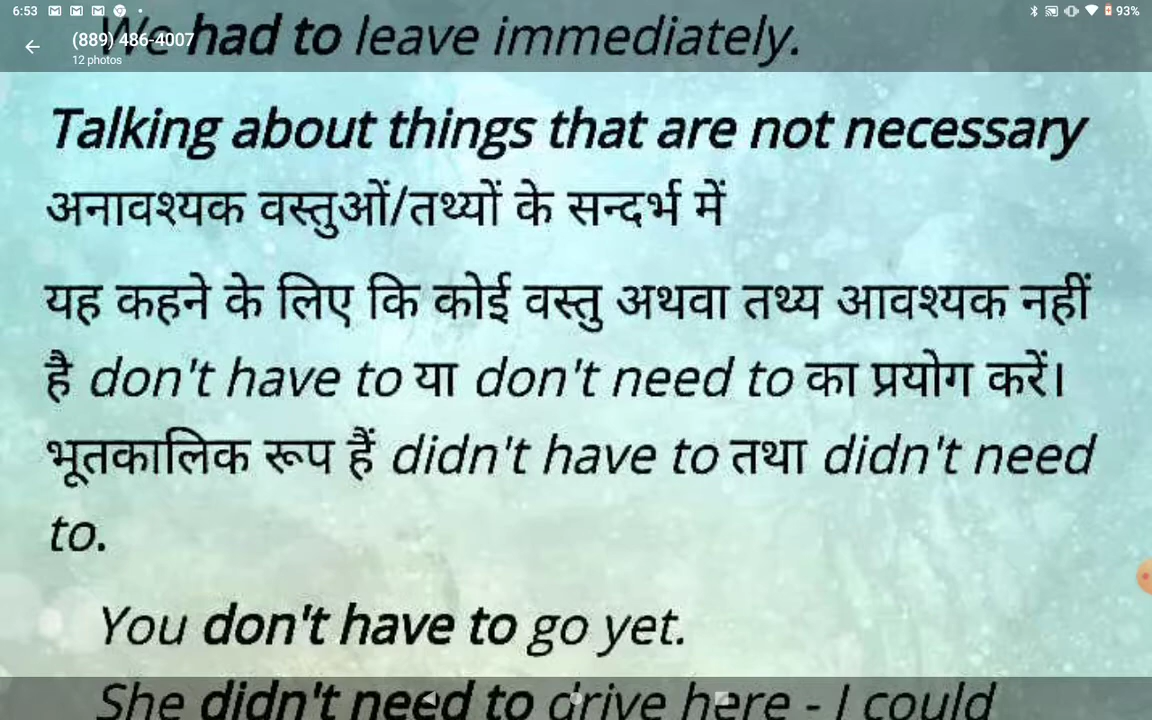 6:53
93%
We had to leave immediately.
(889) 486-4007
12 photos
Talking about things that are not necessary
अनावश्यक वस्तुओं/तथ्यों के सन्दर्भ में
यह कहने के लिए कि कोई वस्तु अथवा तथ्य आवश्यक नहीं
है don't have to या don't need to का प्रयोग करें।
भूतकालिक रूप हैं didn't have to तथा didn't need
to.
You don't have to go yet.
She didn't need to drive here - I could